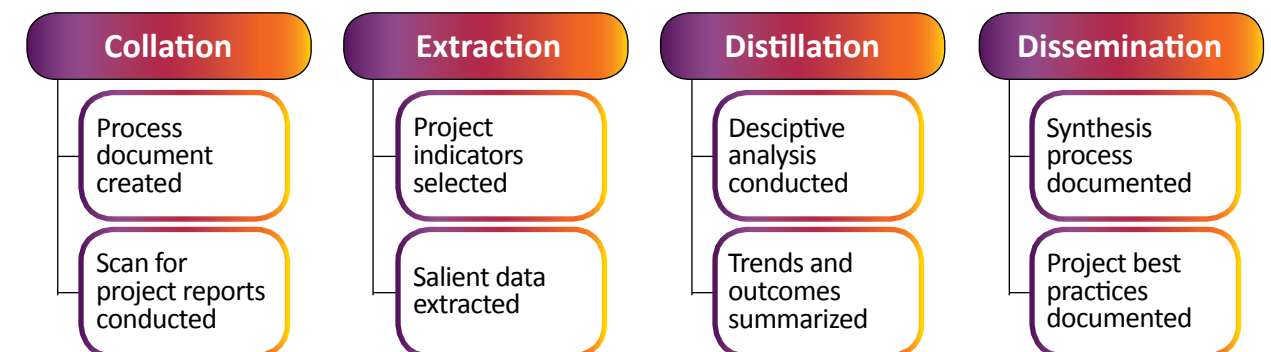 Collation
Process
document
created
Scan for
project reports
conducted
Extraction
Project
indicators
selected
Salient data
extracted
Distillation
Desciptive
analysis
conducted
Trends and
outcomes
summarized
Dissemination
Synthesis
process
documented
Project best
practices
documented